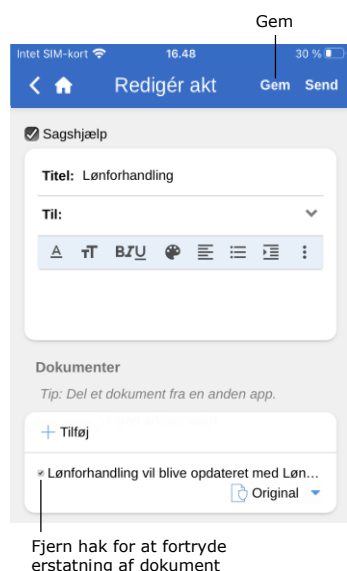 Gem
Intet SIM-kort 16.48 30 %
Redigér akt Gem Send
Sagshjælp
Titel: Lønforhandling
Til:
A TT BIU
Dokumenter
Tip: Del et dokument fra en anden app.
+ Tilføj
Lønforhandling vil blive opdateret med Løn...
Original
Fjern hak for at fortryde
erstatning af dokument